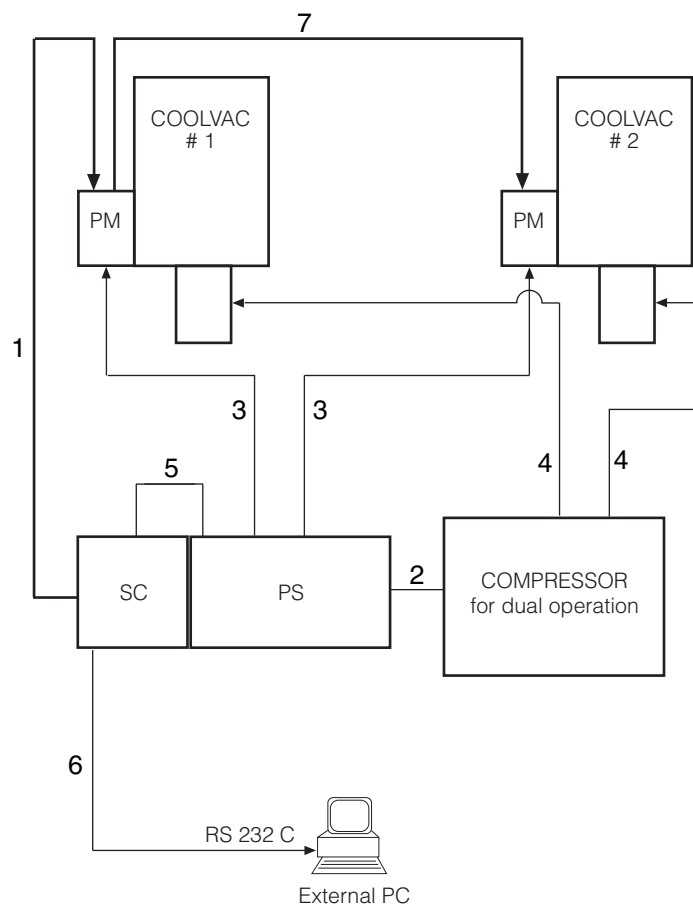 7
COOLVAC
# 1
COOLVAC
# 2
PM
PM
1
3
3
4
4
5
SC
PS
2
COMPRESSOR
for dual operation
6
RS 232 C
External PC